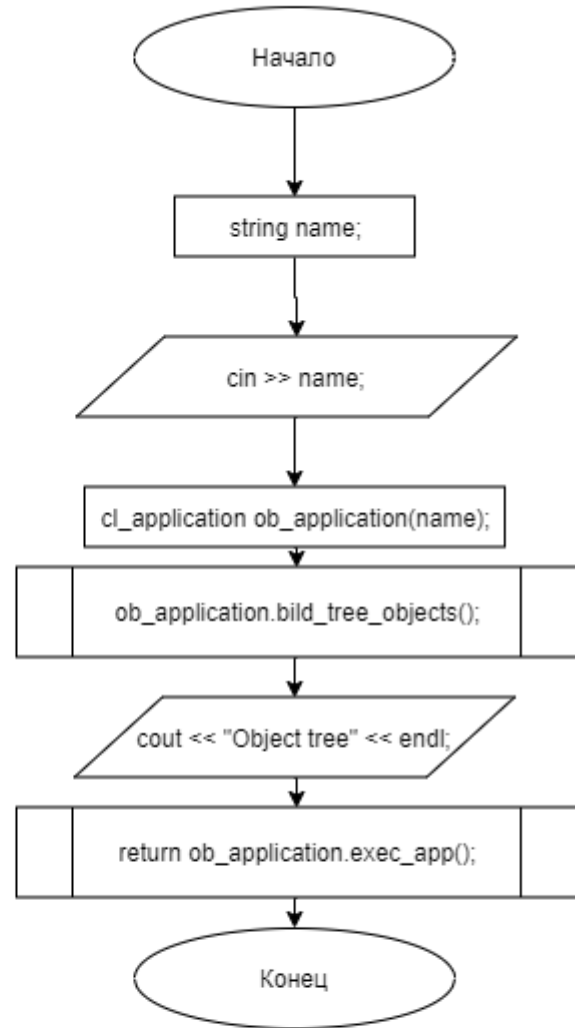 Начало
string name;
cin >> name;
cl_application ob_application(name);
ob_application.bild_tree_objects();
cout << "Object tree" << endl;
return ob_application.exec_app();
Конец